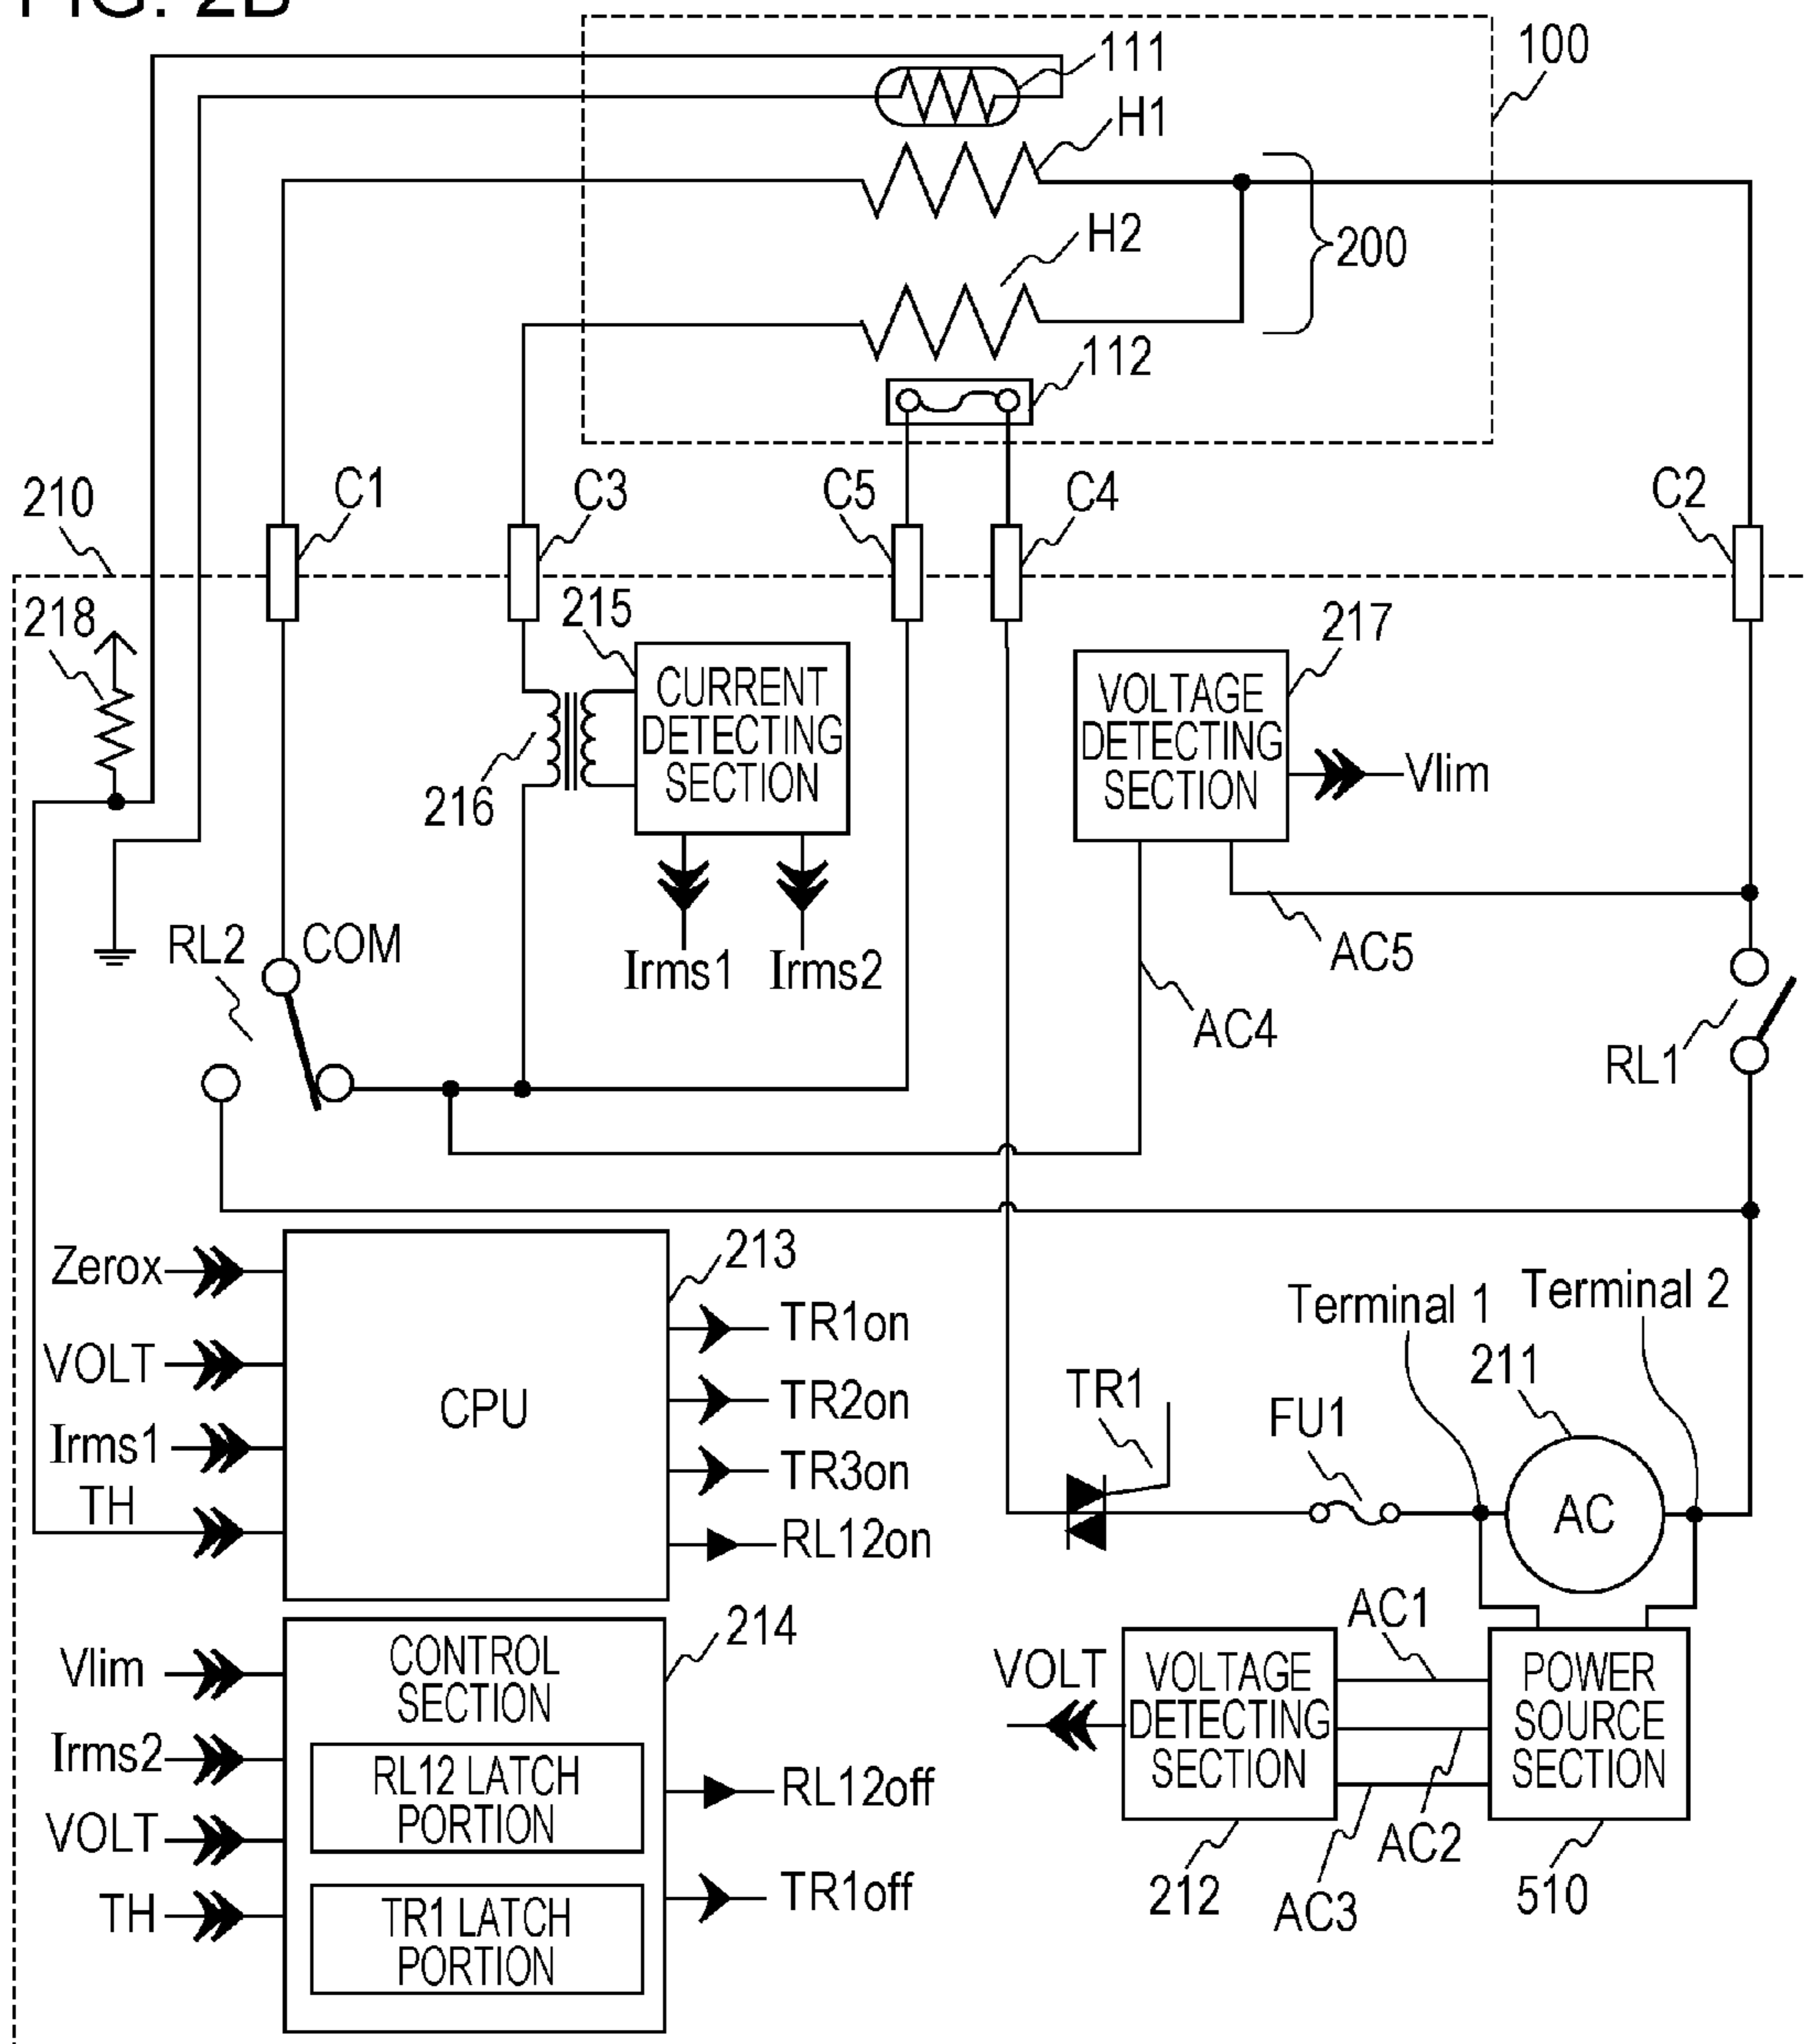 FIG. 2B
111
100
H1
H2
200
112
210
C1
C3
C5
C4
C2
218
215
217
CURRENT
DETECTING
SECTION
VOLTAGE
DETECTING
SECTION
Vlim
216
RL2
COM
Irms1
Irms2
AC5
AC4
RL1
Zerox
VOLT
Irms1
TH
CPU
213
TR1on
TR2on
TR3on
RL12on
Terminal 1
Terminal 2
211
TR1
FU1
AC
Vlim
Irms2
VOLT
TH
CONTROL
SECTION
RL12 LATCH
PORTION
TR1 LATCH
PORTION
214
RL12off
TR1off
VOLT
VOLTAGE
DETECTING
SECTION
AC1
POWER
SOURCE
SECTION
AC2
AC3
212
510